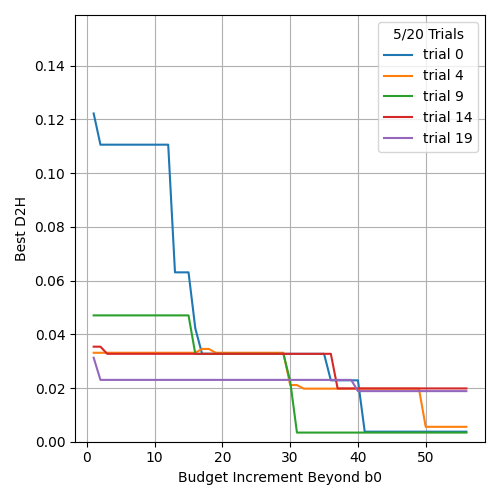 5/20 Trials
trial 0
trial 4
trial 9
trial 14
trial 19
0.14
0.12
0.10
0.08
0.06
0.04
0.02
0.00
Best D2H
0 10 20 30 40 50
Budget Increment Beyond b0